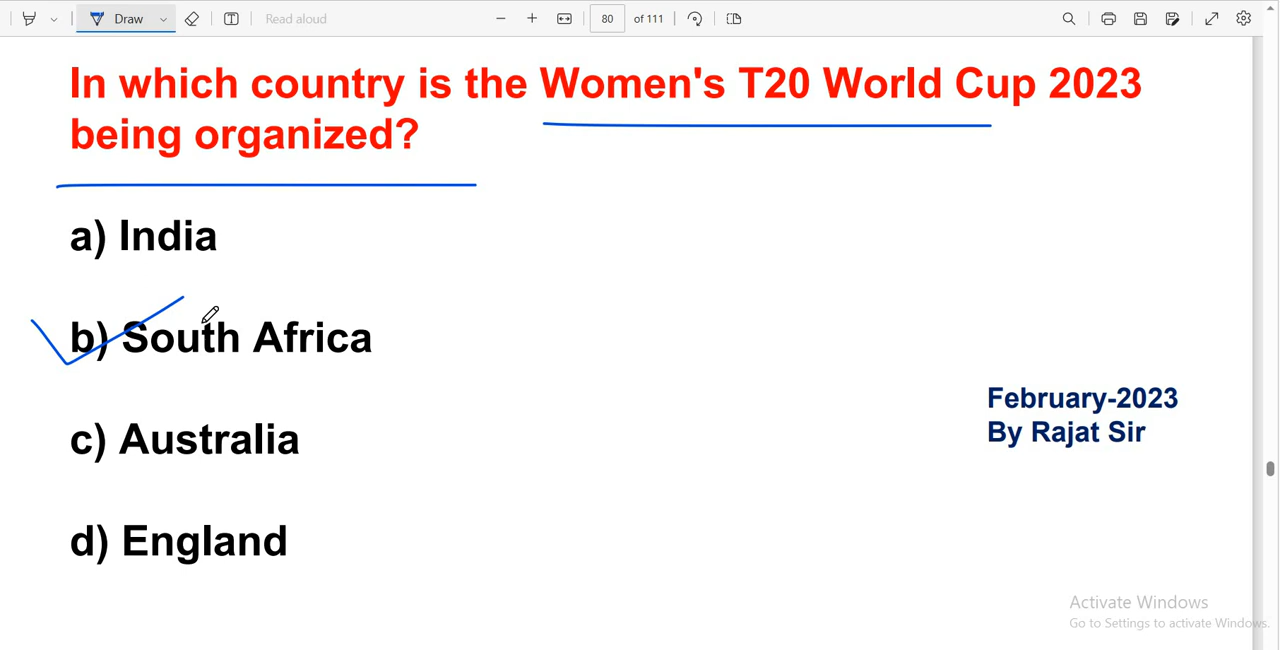 Draw
Read aloud
80 of 111
In which country is the Women's T20 World Cup 2023
being organized?
a) India
b) South Africa
c) Australia
d) England
February-2023
By Rajat Sir
Activate Windows
Go to Settings to activate Windows.